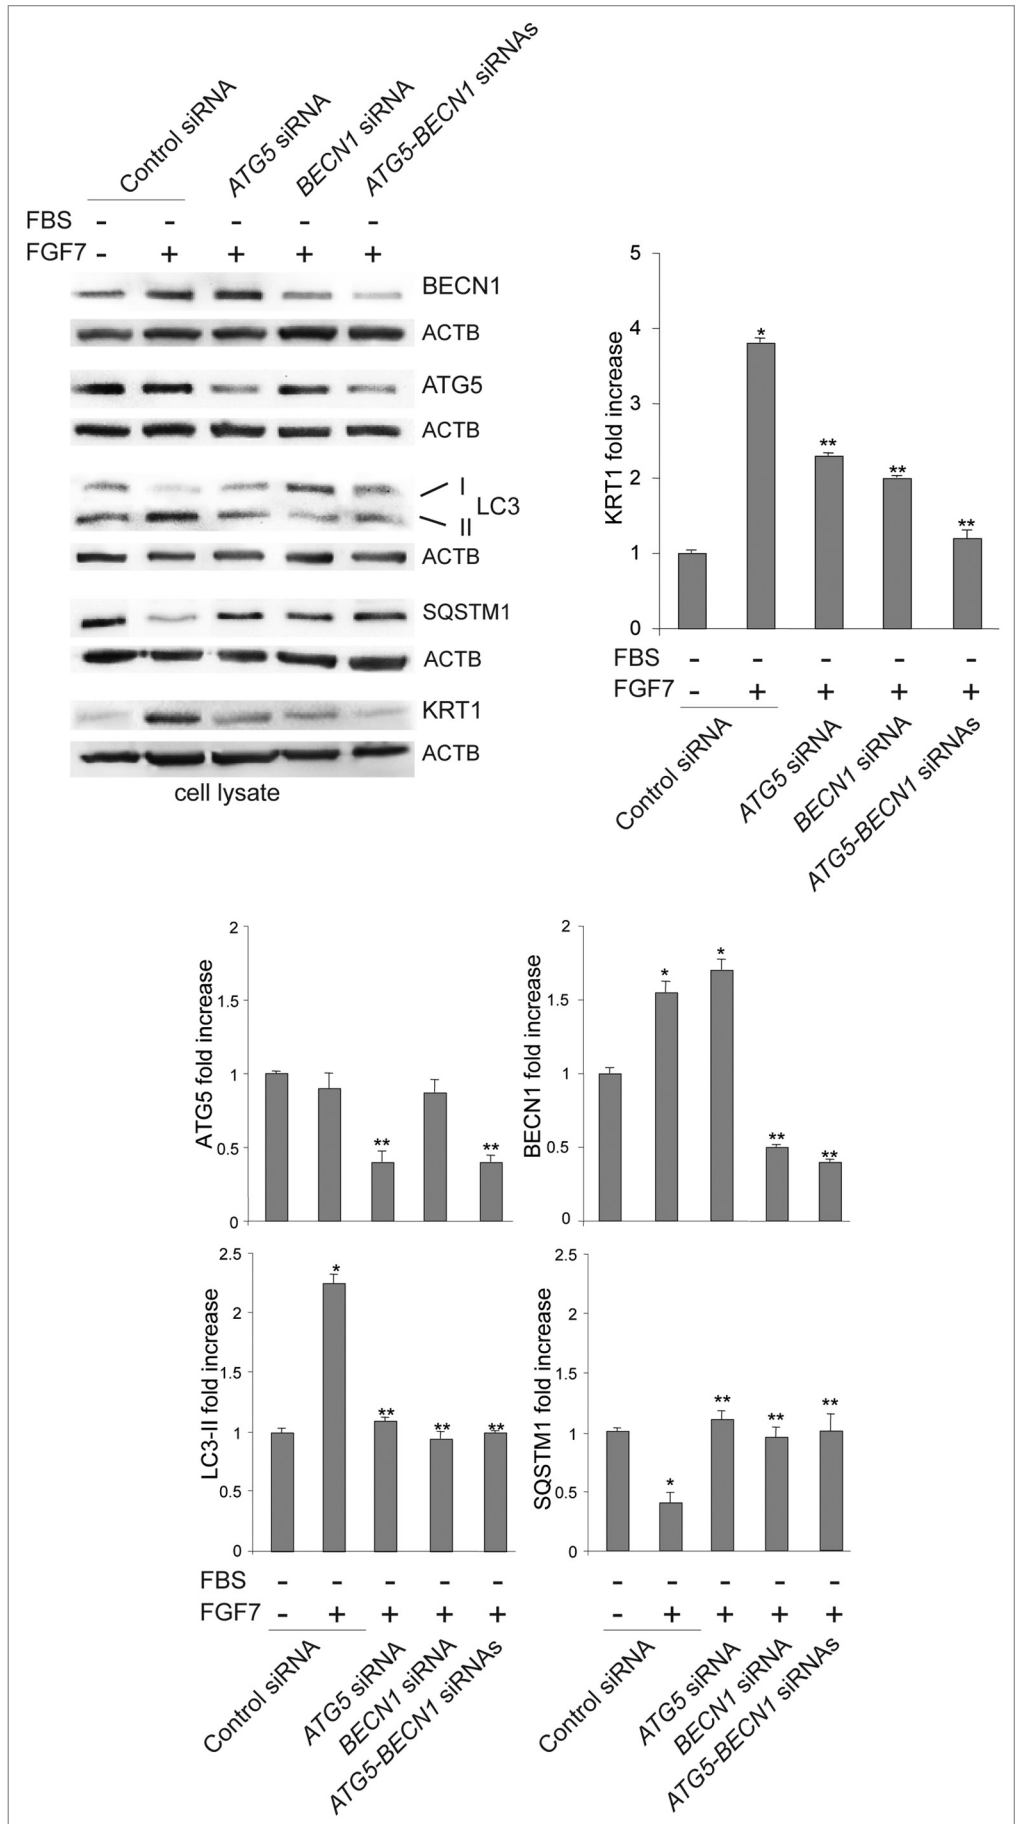 Control siRNA
ATG5 siRNA
BECN1 siRNA
ATG5-BECN1 siRNAs
FBS - - - - -
FGF7 - + + + +
BECN1
ACTB
ATG5
ACTB
I
LC3
II
ACTB
SQSTM1
ACTB
KRT1
ACTB
cell lysate
KRT1 fold increase
5
4
3
2
1
0
*
**
**
**
FBS - - - - -
FGF7 - + + + +
Control siRNA
ATG5 siRNA
BECN1 siRNA
ATG5-BECN1 siRNAs
ATG5 fold increase
2
1.5
1
0.5
0
**
**
BECN1 fold increase
2
1.5
1
0.5
0
*
*
**
**
LC3-II fold increase
2.5
2
1.5
1
0.5
0
*
**
**
**
FBS - - - - -
FGF7 - + + + +
Control siRNA
ATG5 siRNA
BECN1 siRNA
ATG5-BECN1 siRNAs
SQSTM1 fold increase
2.5
2
1.5
1
0.5
0
*
**
**
**
- - - - -
- + + + +
Control siRNA
ATG5 siRNA
BECN1 siRNA
ATG5-BECN1 siRNAs